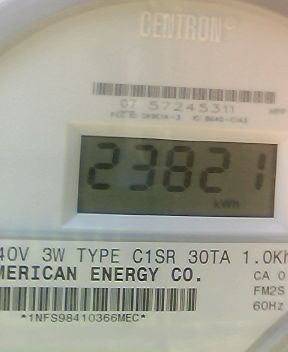 CENTRON®
07 57245311
23821
kWh
40V 3W TYPE C1SR 30TA 1.0Kh
MERICAN ENERGY CO.
CA 0
FM2S
60Hz
*1NFS98410366MEC*